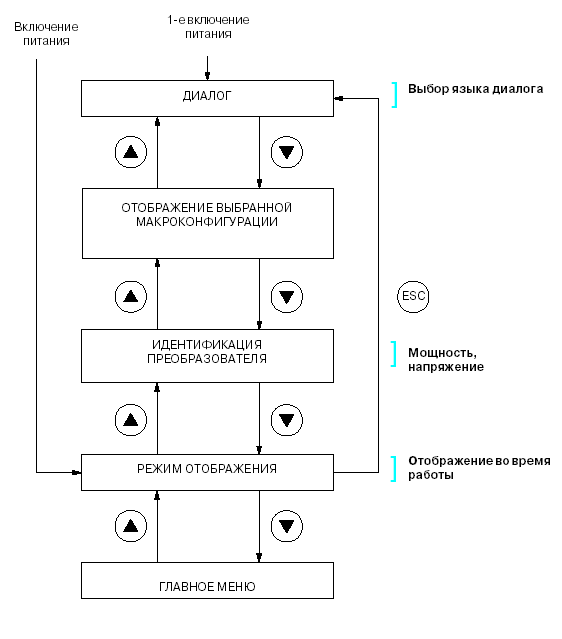 Включение
питания
1-е включение
питания
ДИАЛОГ
Выбор языка диалога
ОТОБРАЖЕНИЕ ВЫБРАННОЙ
МАКРОКОНФИГУРАЦИИ
ESC
ИДЕНТИФИКАЦИЯ
ПРЕОБРАЗОВАТЕЛЯ
Мощность,
напряжение
РЕЖИМ ОТОБРАЖЕНИЯ
Отображение во время
работы
ГЛАВНОЕ МЕНЮ